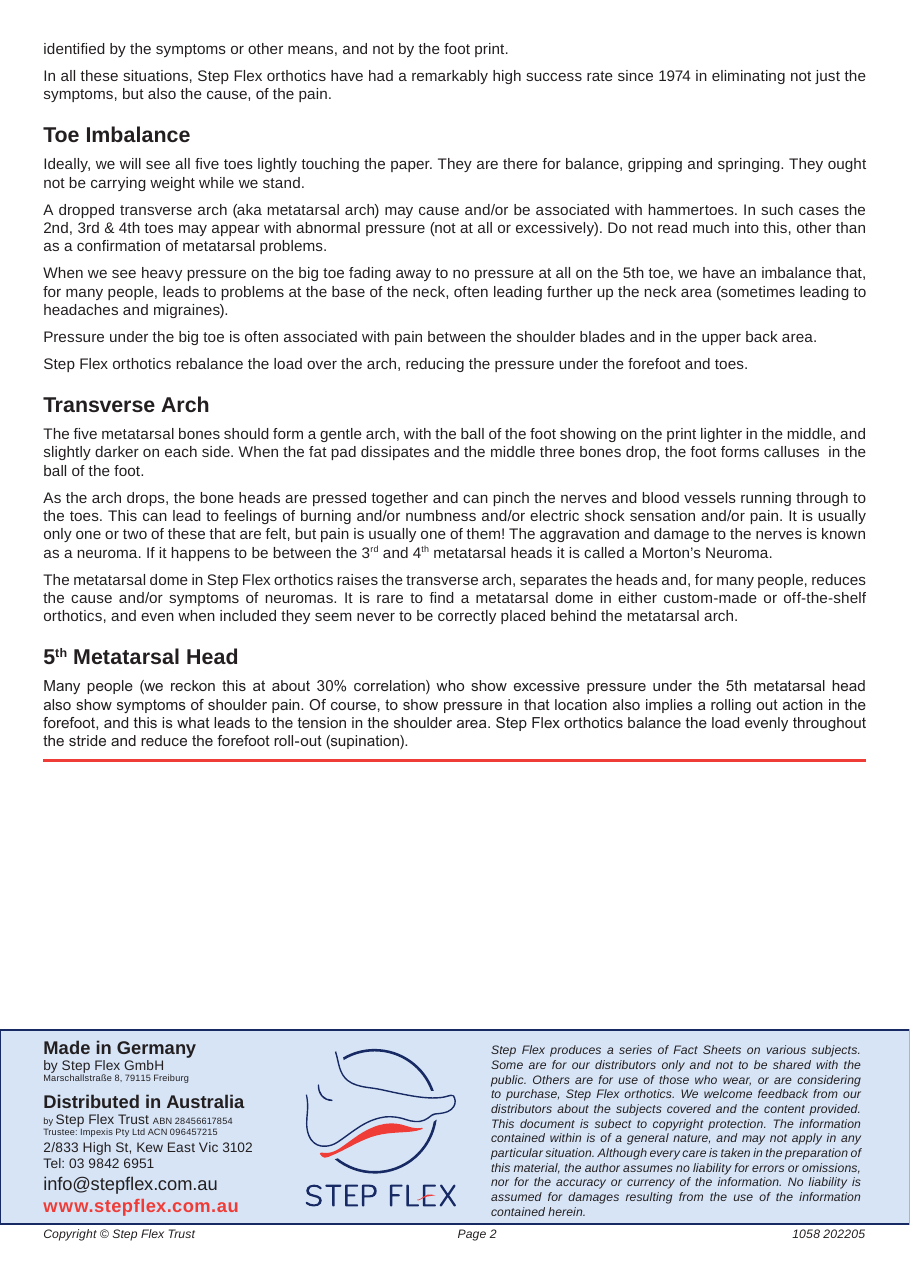 identified by the symptoms or other means, and not by the foot print.
In all these situations, Step Flex orthotics have had a remarkably high success rate since 1974 in eliminating not just the
symptoms, but also the cause, of the pain.
Toe Imbalance
Ideally, we will see all five toes lightly touching the paper. They are there for balance, gripping and springing. They ought
not be carrying weight while we stand.
A dropped transverse arch (aka metatarsal arch) may cause and/or be associated with hammertoes. In such cases the
2nd, 3rd & 4th toes may appear with abnormal pressure (not at all or excessively). Do not read much into this, other than
as a confirmation of metatarsal problems.
When we see heavy pressure on the big toe fading away to no pressure at all on the 5th toe, we have an imbalance that,
for many people, leads to problems at the base of the neck, often leading further up the neck area (sometimes leading to
headaches and migraines).
Pressure under the big toe is often associated with pain between the shoulder blades and in the upper back area.
Step Flex orthotics rebalance the load over the arch, reducing the pressure under the forefoot and toes.
Transverse Arch
The five metatarsal bones should form a gentle arch, with the ball of the foot showing on the print lighter in the middle, and
slightly darker on each side. When the fat pad dissipates and the middle three bones drop, the foot forms calluses  in the
ball of the foot.
As the arch drops, the bone heads are pressed together and can pinch the nerves and blood vessels running through to
the toes. This can lead to feelings of burning and/or numbness and/or electric shock sensation and/or pain. It is usually
only one or two of these that are felt, but pain is usually one of them! The aggravation and damage to the nerves is known
as a neuroma. If it happens to be between the 3rd and 4th metatarsal heads it is called a Morton’s Neuroma.
The metatarsal dome in Step Flex orthotics raises the transverse arch, separates the heads and, for many people, reduces
the cause and/or symptoms of neuromas. It is rare to find a metatarsal dome in either custom-made or off-the-shelf
orthotics, and even when included they seem never to be correctly placed behind the metatarsal arch.
5th Metatarsal Head
Many people (we reckon this at about 30% correlation) who show excessive pressure under the 5th metatarsal head
also show symptoms of shoulder pain. Of course, to show pressure in that location also implies a rolling out action in the
forefoot, and this is what leads to the tension in the shoulder area. Step Flex orthotics balance the load evenly throughout
the stride and reduce the forefoot roll-out (supination).
Made in Germany
by Step Flex GmbH
Marschallstraße 8, 79115 Freiburg
Distributed in Australia
by Step Flex Trust ABN 28456617854
Trustee: Impexis Pty Ltd ACN 096457215
2/833 High St, Kew East Vic 3102
Tel: 03 9842 6951
info@stepflex.com.au
www.stepflex.com.au
STEP FLEX
Step Flex produces a series of Fact Sheets on various subjects.
Some are for our distributors only and not to be shared with the
public. Others are for use of those who wear, or are considering
to purchase, Step Flex orthotics. We welcome feedback from our
distributors about the subjects covered and the content provided.
This document is subect to copyright protection. The information
contained within is of a general nature, and may not apply in any
particular situation. Although every care is taken in the preparation of
this material, the author assumes no liability for errors or omissions,
nor for the accuracy or currency of the information. No liability is
assumed for damages resulting from the use of the information
contained herein.
Copyright © Step Flex Trust
Page 2
1058 202205